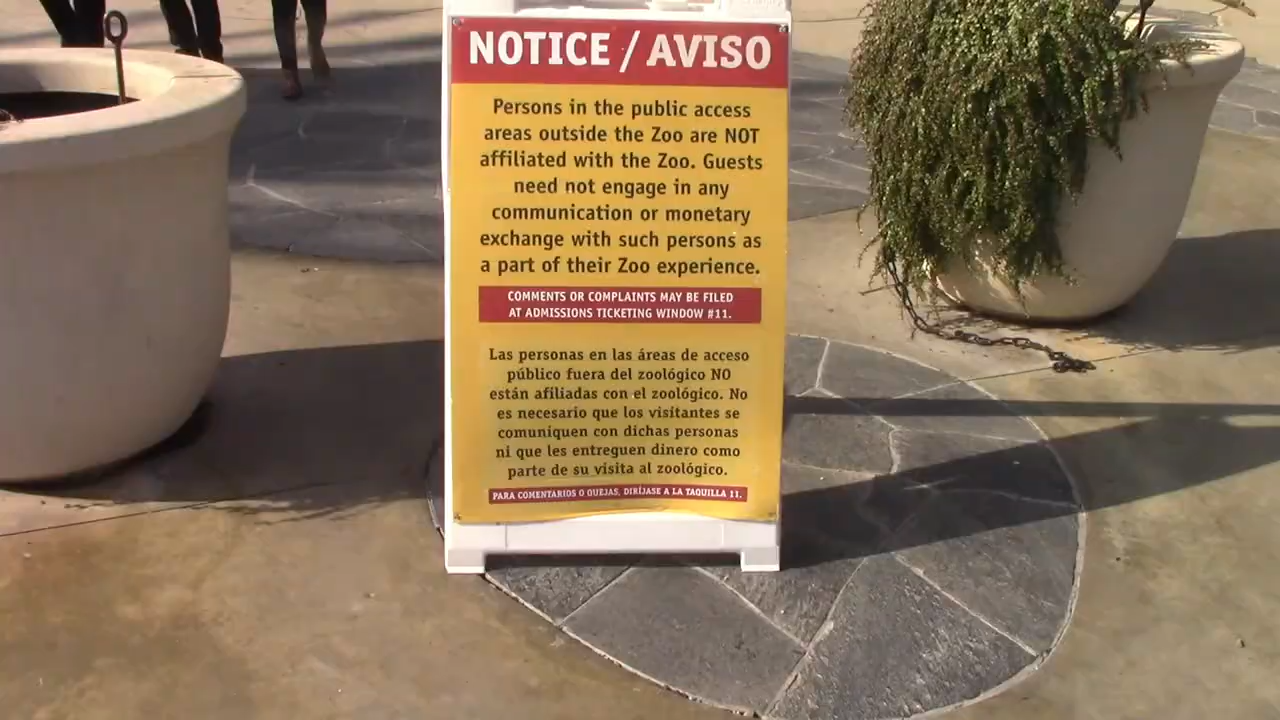 NOTICE / AVISO
Persons in the public access
areas outside the Zoo are NOT
affiliated with the Zoo. Guests
need not engage in any
communication or monetary
exchange with such persons as
a part of their Zoo experience.
COMMENTS OR COMPLAINTS MAY BE FILED
AT ADMISSIONS TICKETING WINDOW #11.
Las personas en las áreas de acceso
público fuera del zoológico NO
están afiliadas con el zoológico. No
es necesario que los visitantes se
comuniquen con dichas personas
ni que les entreguen dinero como
parte de su visita al zoológico.
PARA COMENTARIOS O QUEJAS, DIRÍJASE A LA TAQUILLA 11.